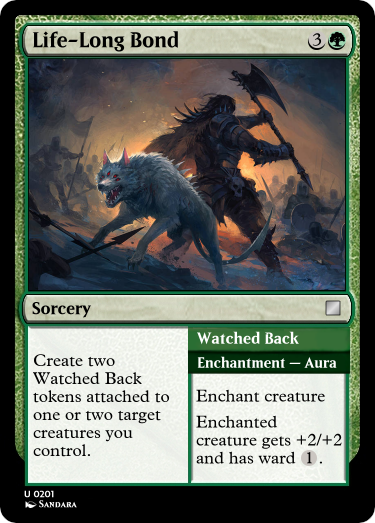 Life-Long Bond 3
Sorcery
Create two
Watched Back
tokens attached to
one or two target
creatures you
control.
Watched Back
Enchantment — Aura
Enchant creature
Enchanted
creature gets +2/+2
and has ward 1 .
U 0201
Sandara